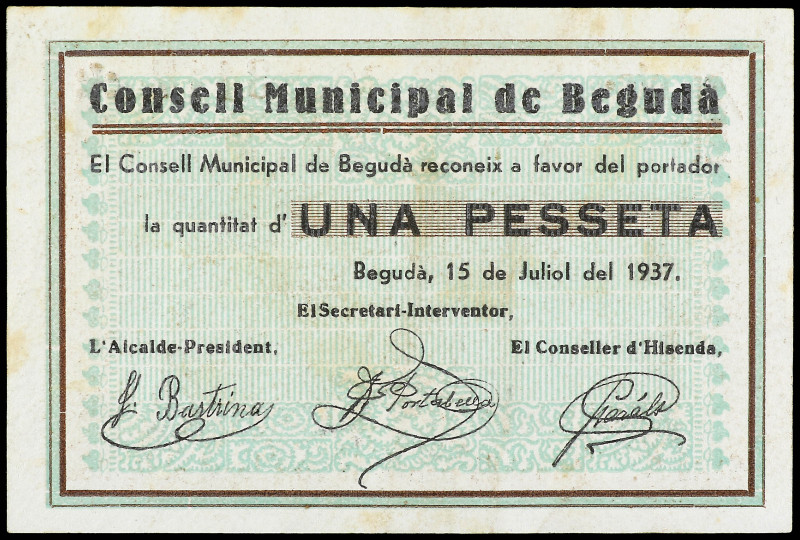 Consell Municipal de Begudà
El Consell Municipal de Begudà reconeix a favor del portador
la quantitat d' UNA PESSETA
Begudà, 15 de Juliol del 1937.
El Secretari-Interventor,
L'Alcalde-President,
El Conseller d'Hisenda,
Bastrina
Portabella